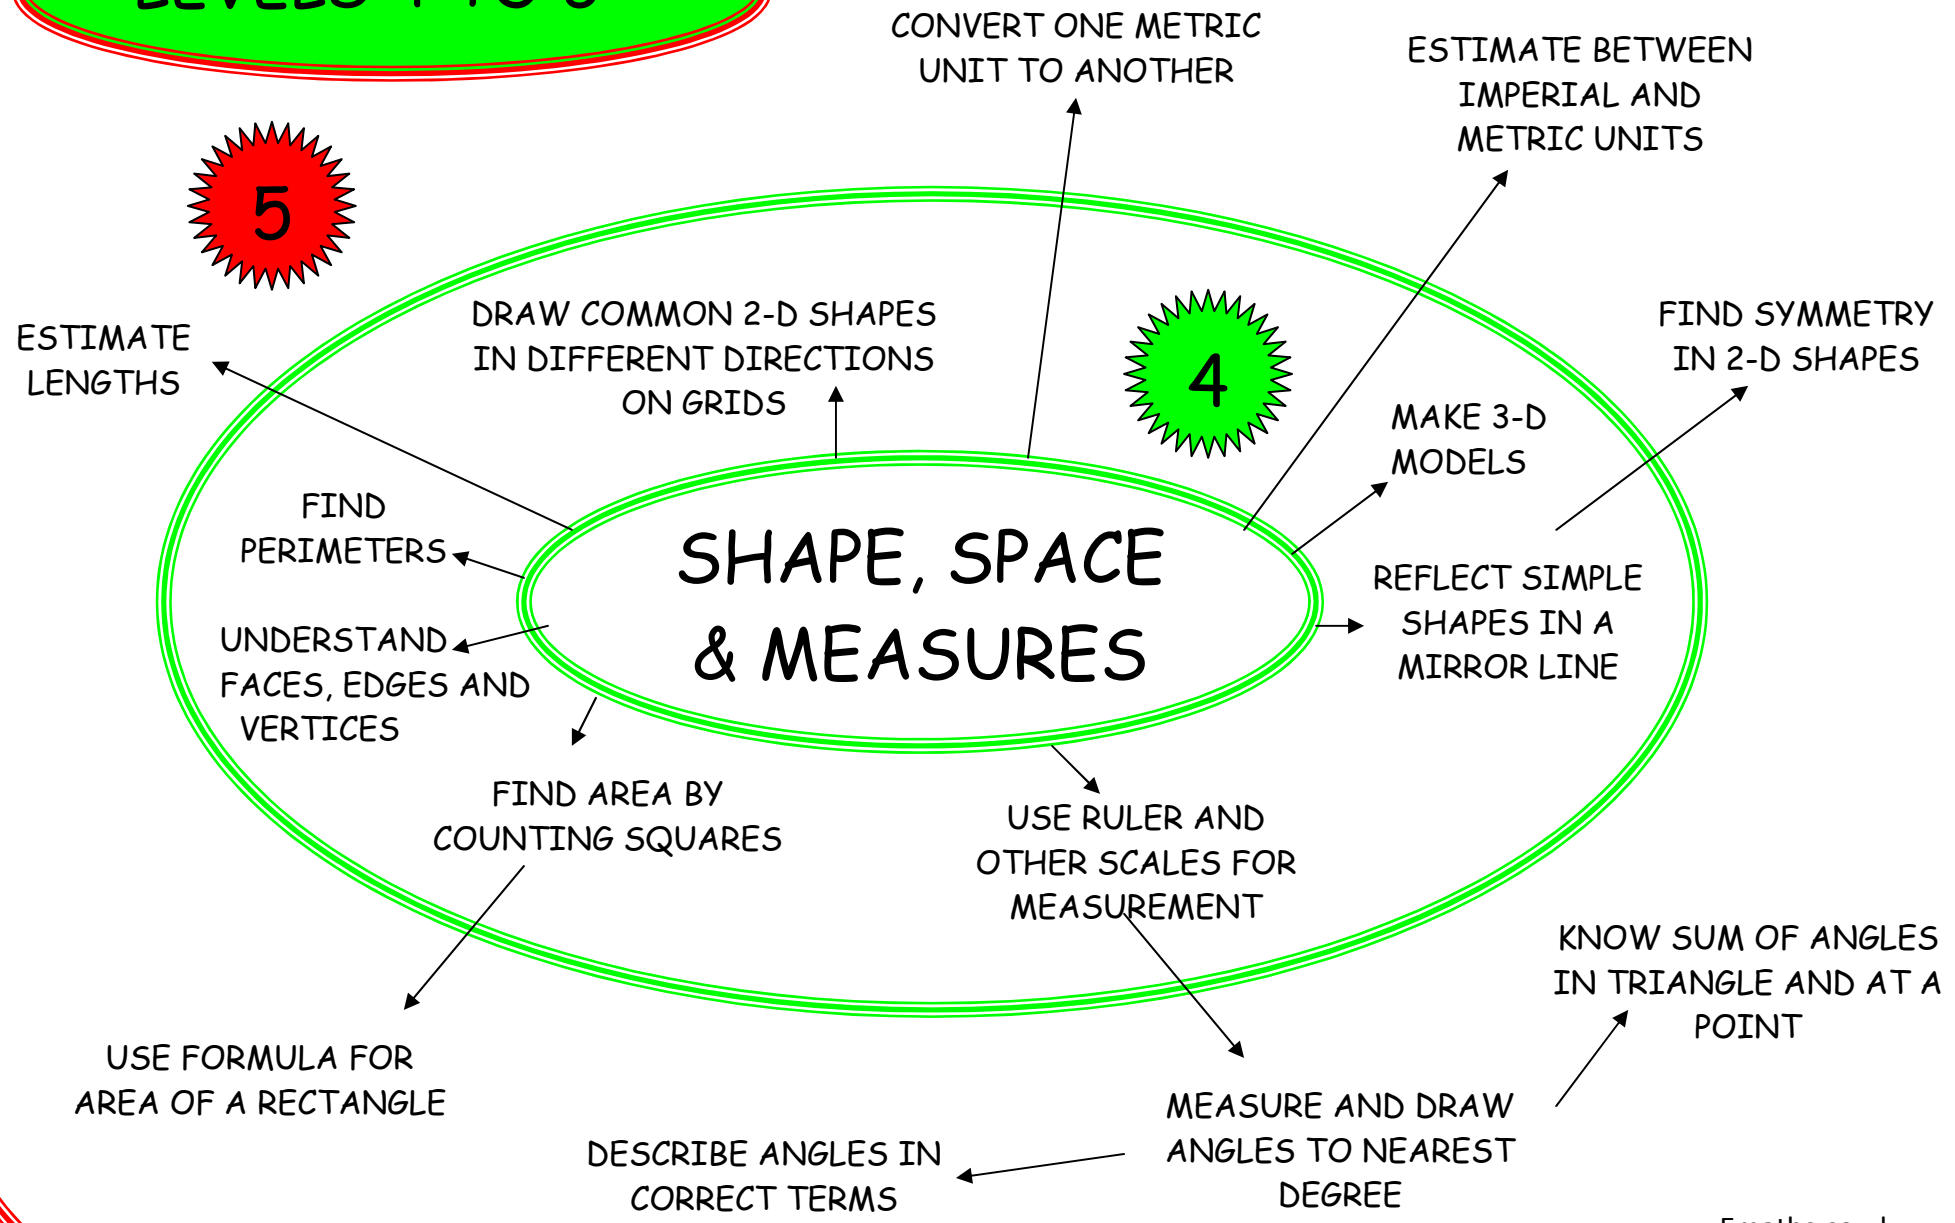 CONVERT ONE METRIC
UNIT TO ANOTHER
ESTIMATE BETWEEN
IMPERIAL AND
METRIC UNITS
5
ESTIMATE
LENGTHS
DRAW COMMON 2-D SHAPES
IN DIFFERENT DIRECTIONS
ON GRIDS
4
FIND SYMMETRY
IN 2-D SHAPES
MAKE 3-D
MODELS
FIND
PERIMETERS
SHAPE, SPACE
& MEASURES
REFLECT SIMPLE
SHAPES IN A
MIRROR LINE
UNDERSTAND
FACES, EDGES AND
VERTICES
FIND AREA BY
COUNTING SQUARES
USE RULER AND
OTHER SCALES FOR
MEASUREMENT
KNOW SUM OF ANGLES
IN TRIANGLE AND AT A
POINT
USE FORMULA FOR
AREA OF A RECTANGLE
MEASURE AND DRAW
ANGLES TO NEAREST
DEGREE
DESCRIBE ANGLES IN
CORRECT TERMS